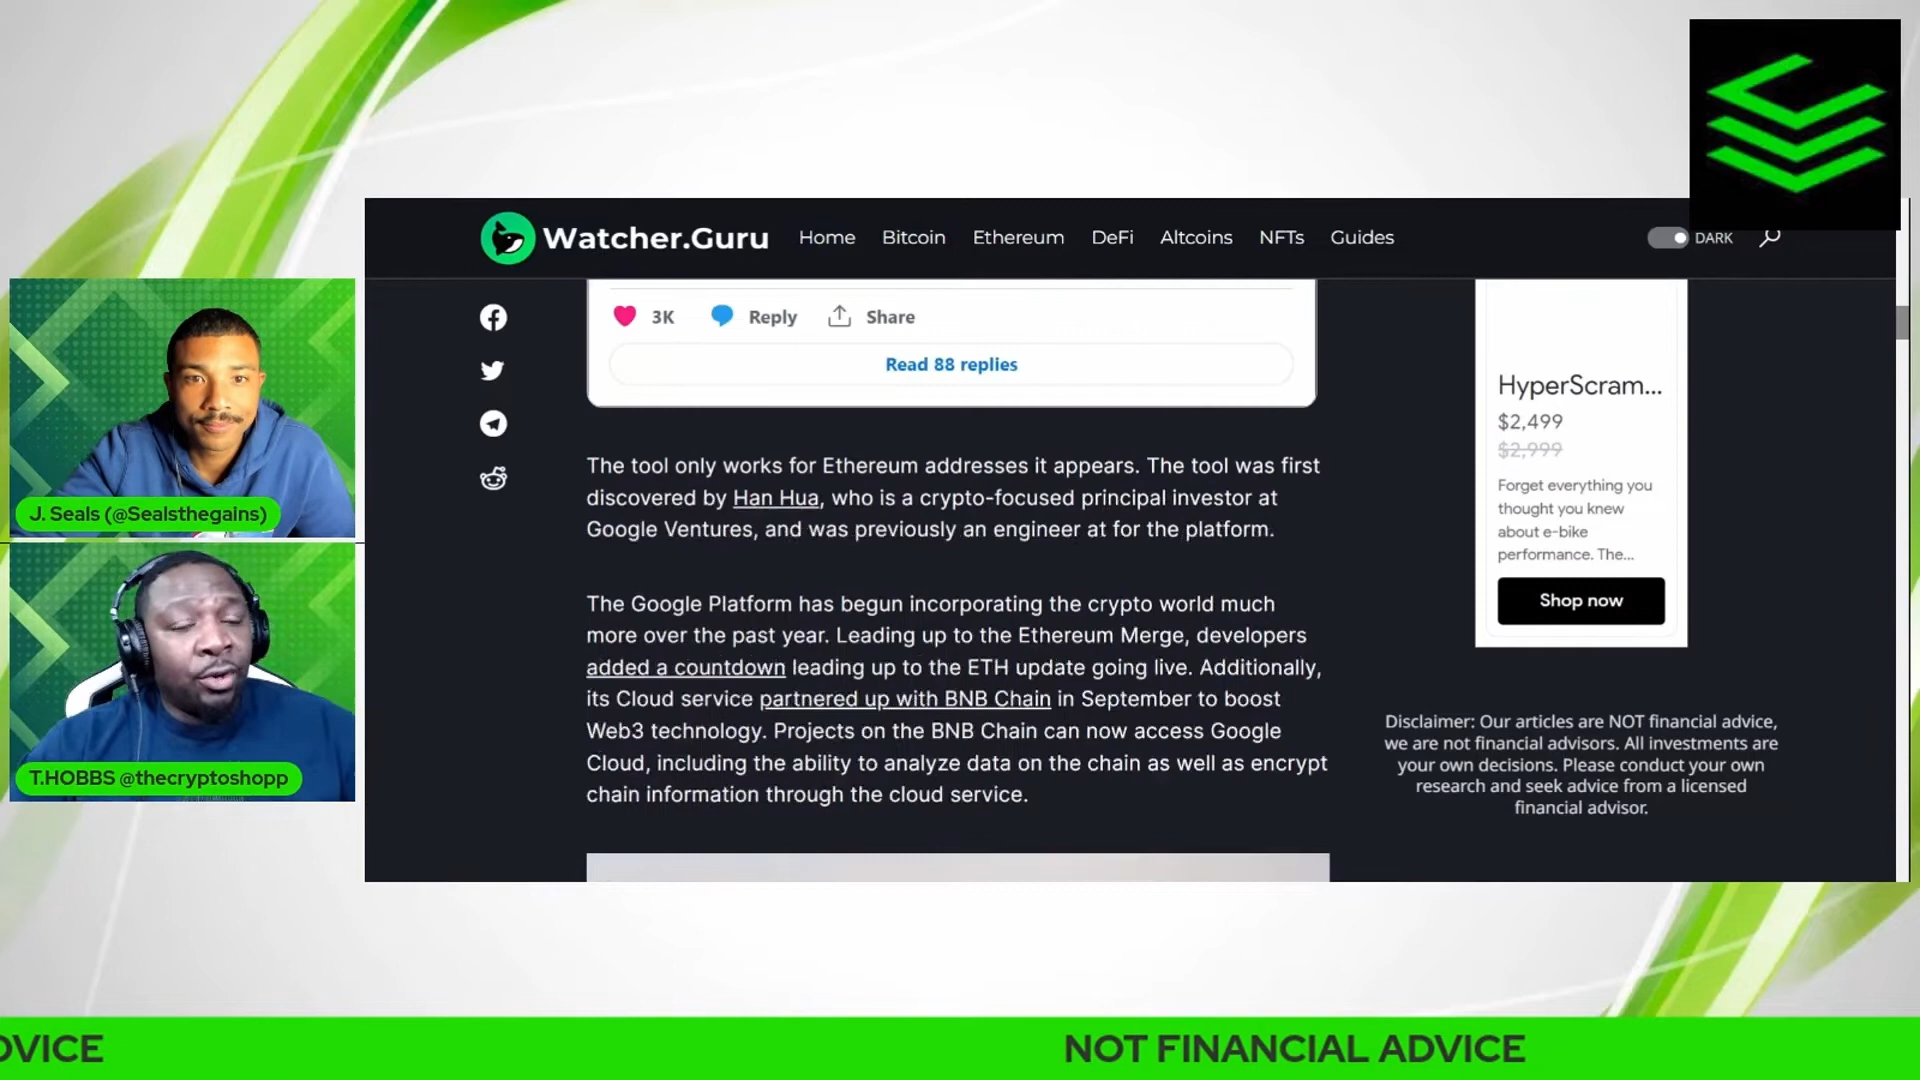 Watcher.Guru Home Bitcoin Ethereum DeFi Altcoins NFTs Guides DARK
3K Reply Share
Read 88 replies
The tool only works for Ethereum addresses it appears. The tool was first
discovered by Han Hua, who is a crypto-focused principal investor at
Google Ventures, and was previously an engineer at for the platform.
The Google Platform has begun incorporating the crypto world much
more over the past year. Leading up to the Ethereum Merge, developers
added a countdown leading up to the ETH update going live. Additionally,
its Cloud service partnered up with BNB Chain in September to boost
Web3 technology. Projects on the BNB Chain can now access Google
Cloud, including the ability to analyze data on the chain as well as encrypt
chain information through the cloud service.
HyperScram...
$2,499
$2,999
Forget everything you
thought you knew
about e-bike
performance. The...
Shop now
Disclaimer: Our articles are NOT financial advice,
we are not financial advisors. All investments are
your own decisions. Please conduct your own
research and seek advice from a licensed
financial advisor.
J. Seals (@Sealsthegains)
T.HOBBS @thecryptoshopp
DVICE NOT FINANCIAL ADVICE